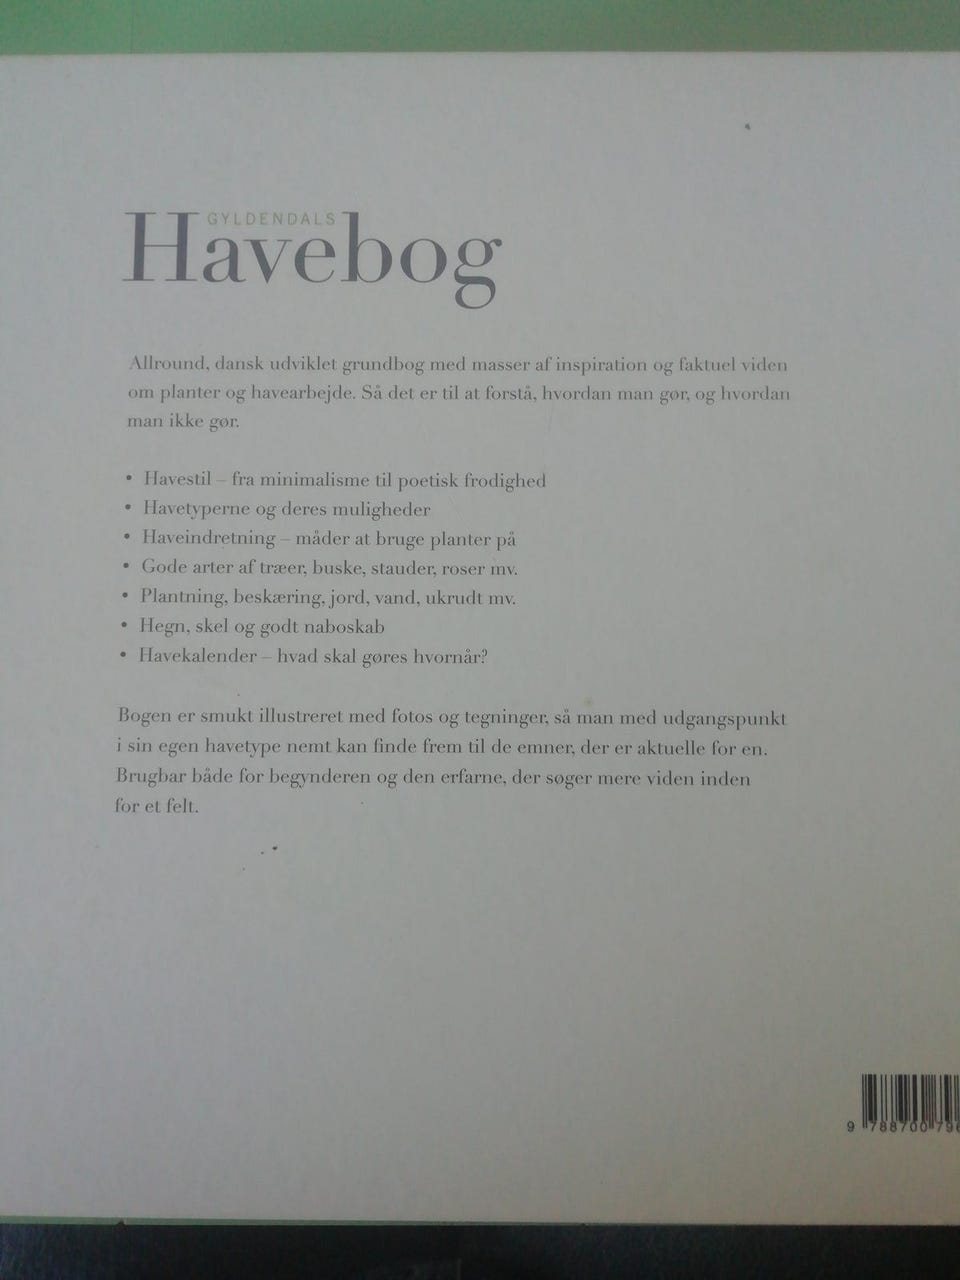 GYLDENDALS
Havebog
Allround, dansk udviklet grundbog med masser af inspiration og faktuel viden
om planter og havearbejde. Så det er til at forstå, hvordan man gør, og hvordan
man ikke gør.
• Havestil – fra minimalisme til poetisk frodighed
• Havetyperne og deres muligheder
• Haveindretning – måder at bruge planter på
• Gode arter af træer, buske, stauder, roser mv.
• Plantning, beskæring, jord, vand, ukrudt mv.
• Hegn, skel og godt naboskab
• Havekalender – hvad skal gøres hvornår?
Bogen er smukt illustreret med fotos og tegninger, så man med udgangspunkt
i sin egen havetype nemt kan finde frem til de emner, der er aktuelle for en.
Brugbar både for begynderen og den erfarne, der søger mere viden inden
for et felt.
9 788700 79